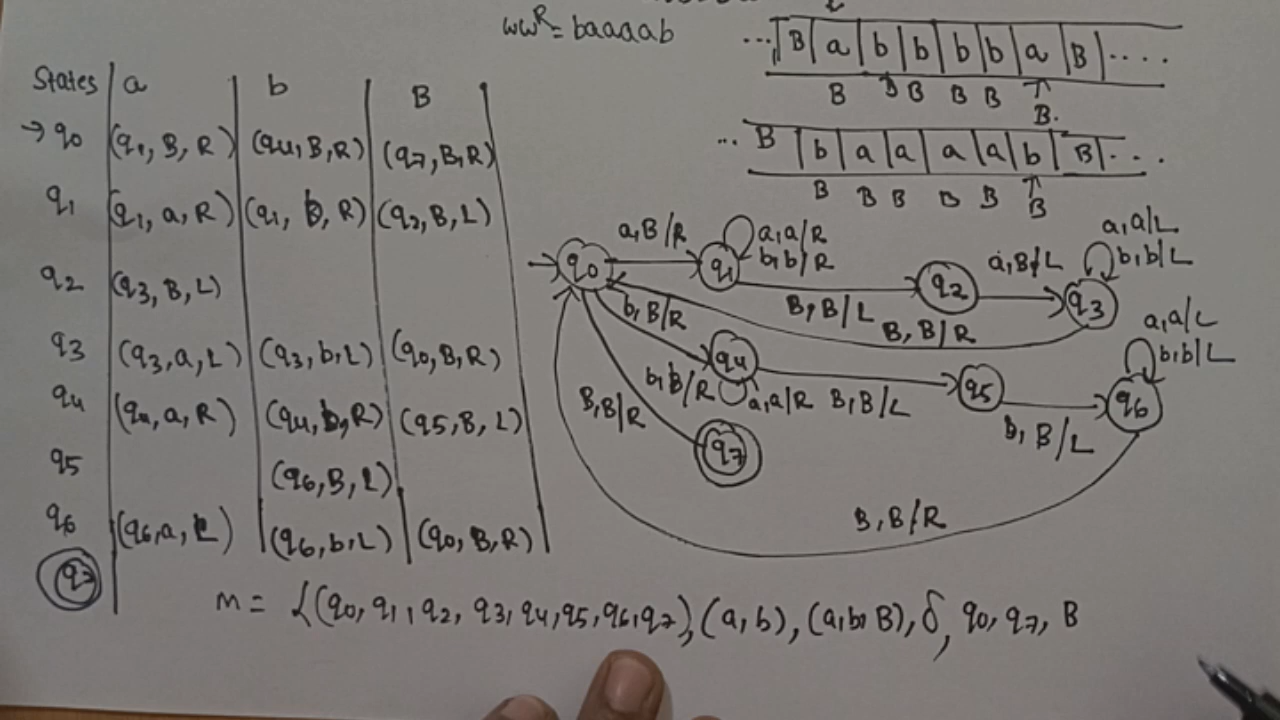 wwR = baaaab
... B a b b b b a B ....
B B B B B B.
... B b a a a a b B ...
B B B B B B
States a b B
→ q0 (q1, B, R) (q4, B, R) (q7, B, R)
q1 (q1, a, R) (q1, b, R) (q2, B, L)
q2 (q3, B, L)
q3 (q3, a, L) (q3, b, L) (q0, B, R)
q4 (q4, a, R) (q4, b, R) (q5, B, L)
q5 (q6, B, L)
q6 (q6, a, L) (q6, b, L) (q0, B, R)
q7
q0 a,B/R q1 a,a/R
b,b/R
B,B/L q2 a,B/L q3 a,a/L
b,b/L
B,B/R
b,B/R q4 b,b/R a,a/R B,B/L q5 b,B/L q6 a,a/L
b,b/L
B,B/R q7
B,B/R
m = {(q0, q1, q2, q3, q4, q5, q6, q7), (a, b), (a, b, B), δ, q0, q7, B